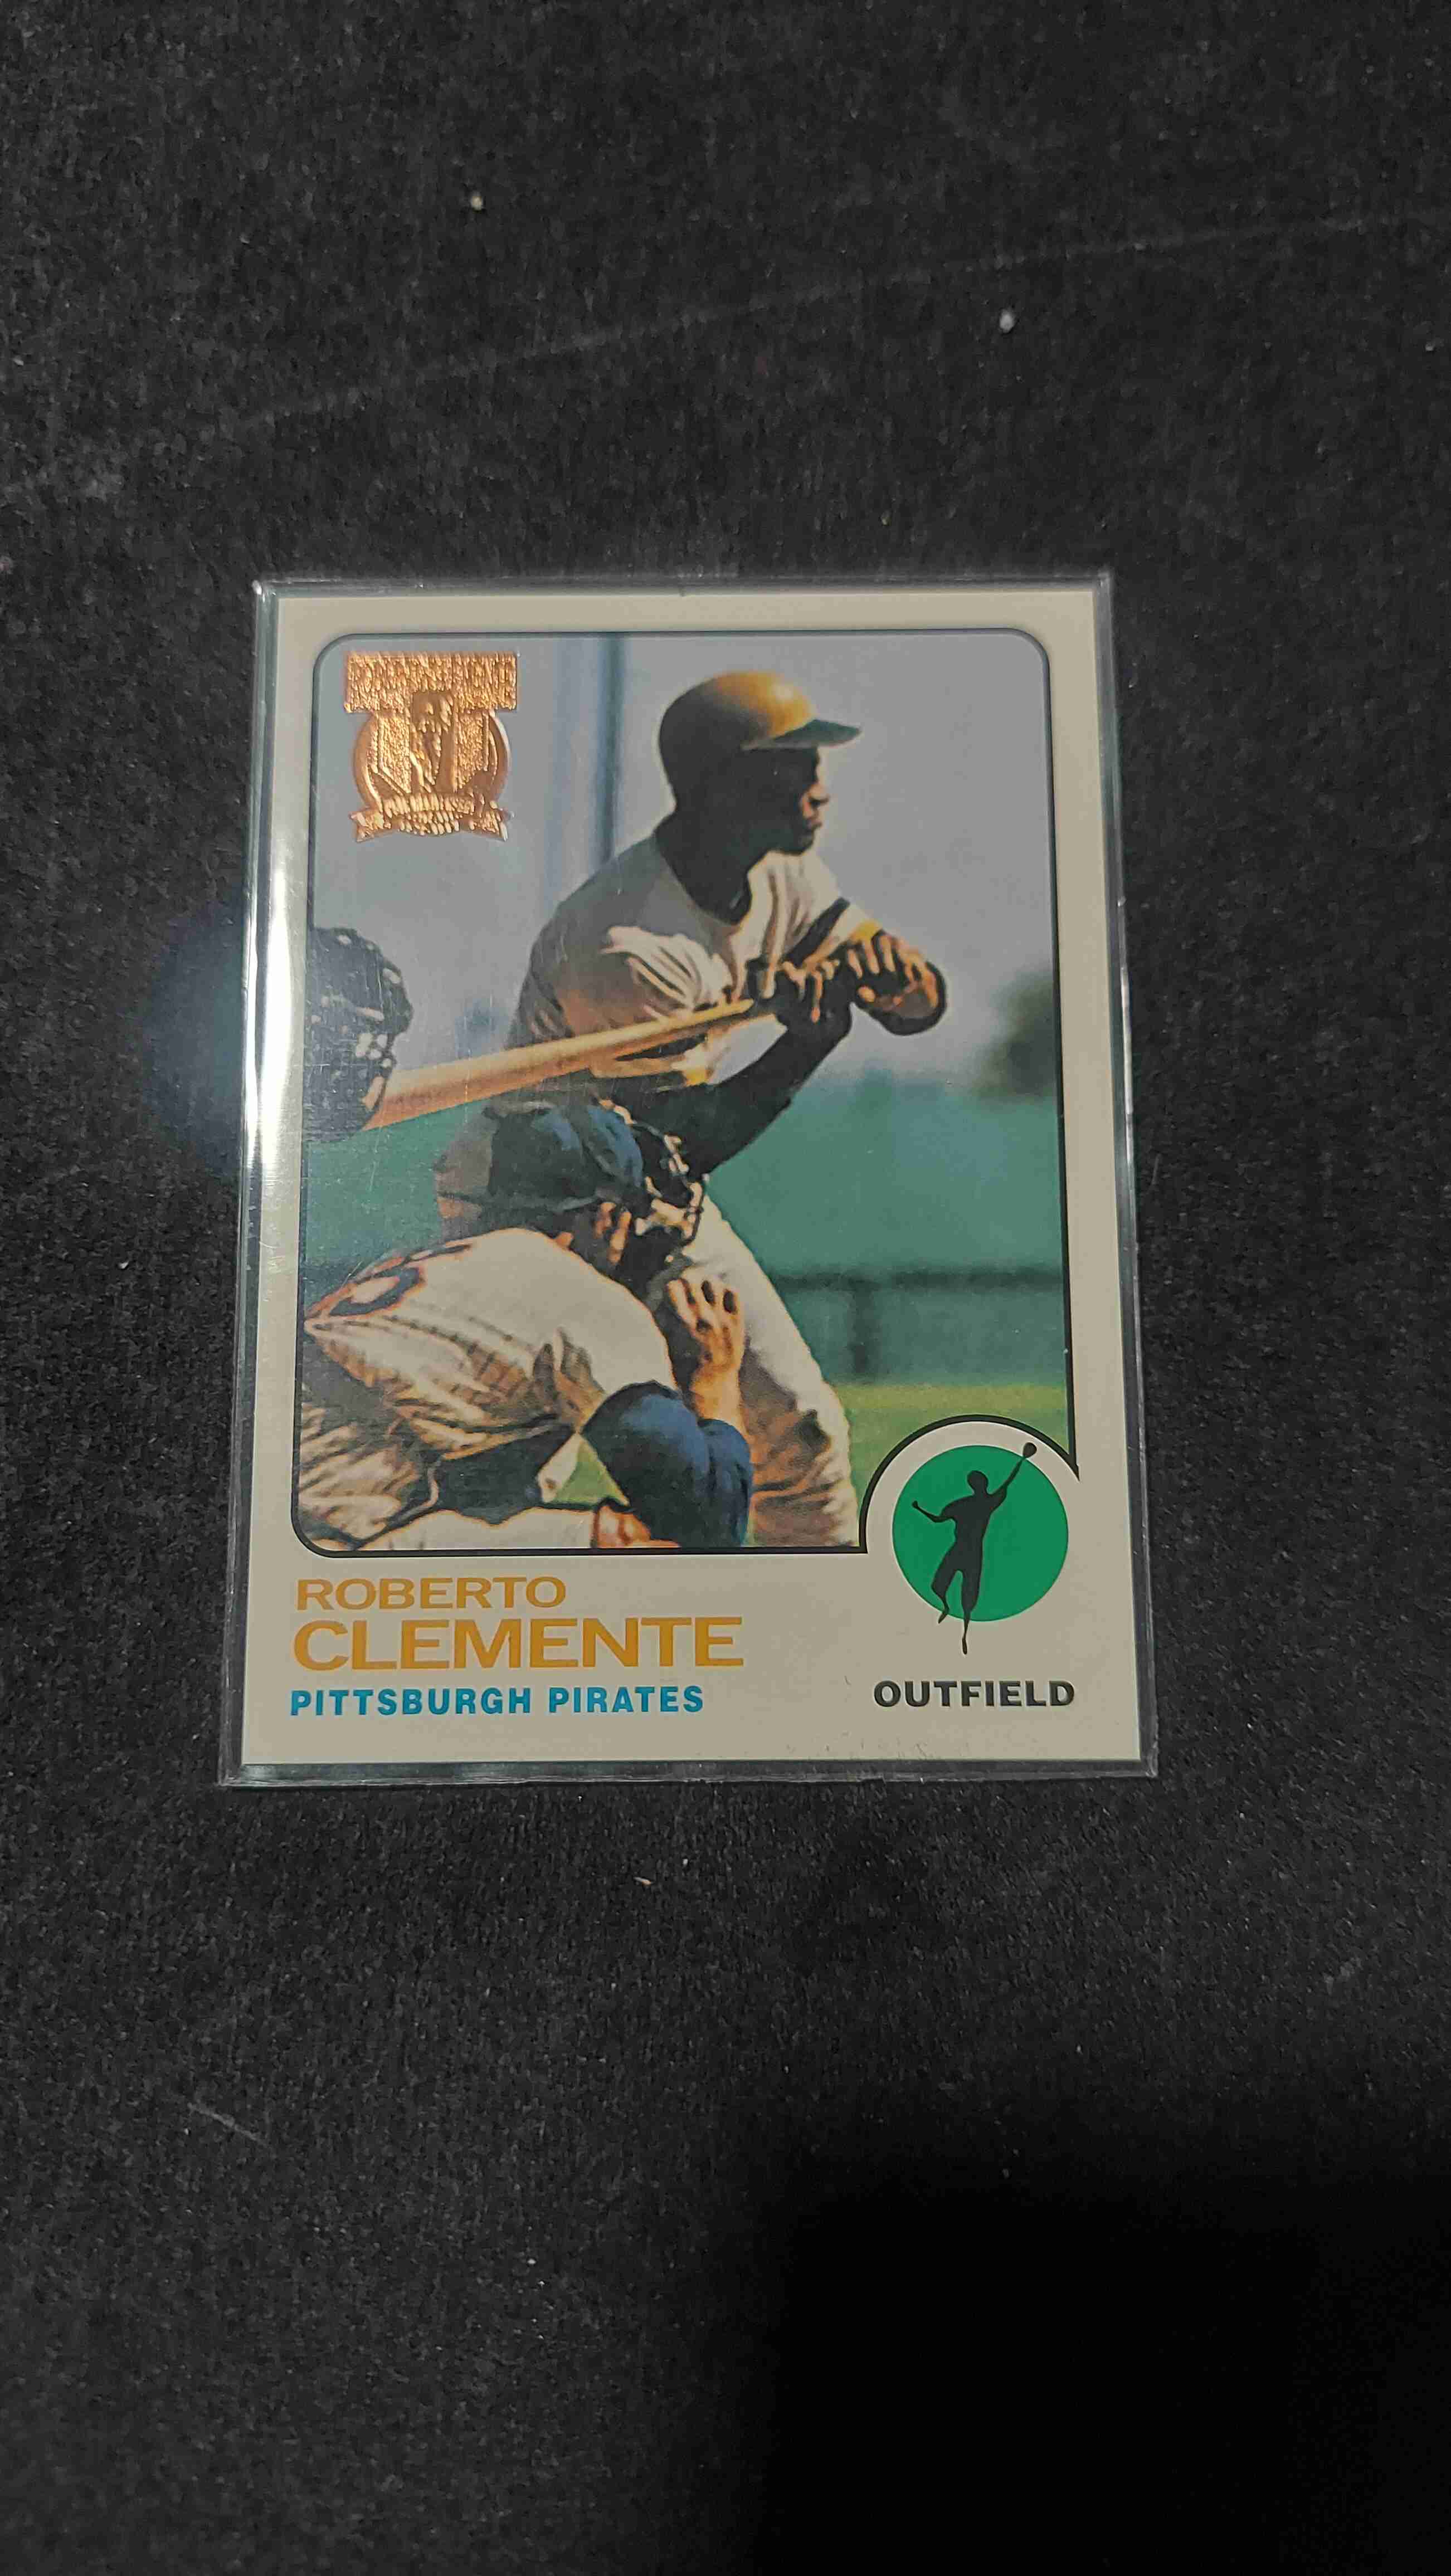 ROBERTO
CLEMENTE
PITTSBURGH PIRATES
OUTFIELD